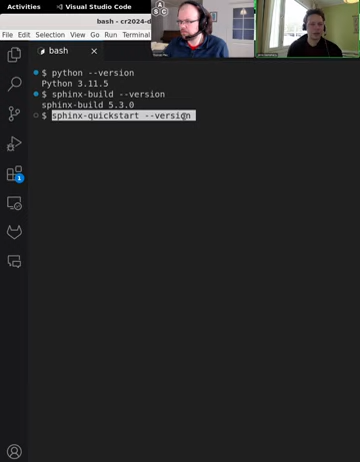 Activities Visual Studio Code
bash - cr2024-d
File Edit Selection View Go Run Terminal
bash
$ python --version
Python 3.11.5
$ sphinx-build --version
sphinx-build 5.3.0
$ sphinx-quickstart --version
1